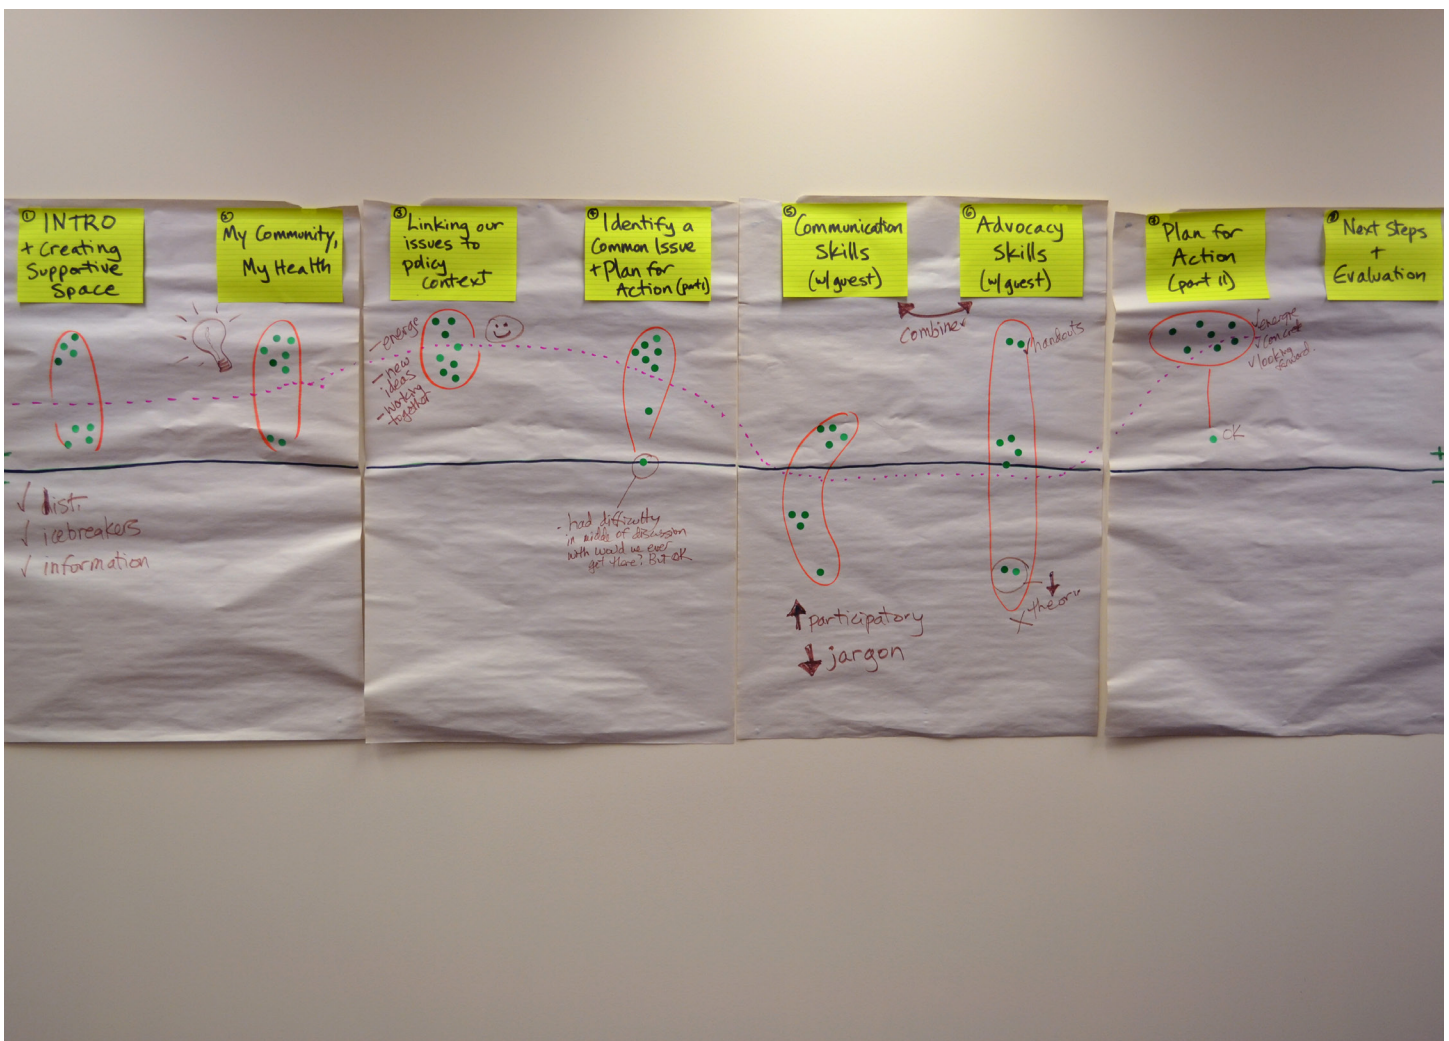 ① INTRO
+ Creating
Supportive
Space
② My Community,
My Health
③ Linking our
issues to
policy
context
④ Identify a
Common Issue
+ Plan for
Action (part I)
⑤ Communication
Skills
(w/guest)
⑥ Advocacy
Skills
(w/guest)
⑦ Plan for
Action
(part II)
⑧ Next Steps
+
Evaluation
combine
- energy
- new
ideas
- working
together
✓ handouts
✓ energy
✓ concrete
✓ looking
forward
OK
+
-
✓ list.
✓ icebreakers
✓ information
- had difficulty
in middle of discussion
with would we ever
get there? But OK
↑ participatory
↓ jargon
↓
X theory